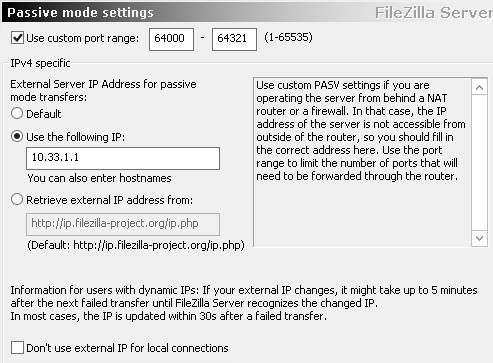 Passive mode settings
FileZilla Server
Use custom port range: 64000 - 64321 (1-65535)
IPv4 specific
External Server IP Address for passive
mode transfers:
Default
Use the following IP:
10.33.1.1
You can also enter hostnames
Retrieve external IP address from:
http://ip.filezilla-project.org/ip.php
(Default: http://ip.filezilla-project.org/ip.php)
Use custom PASV settings if you are
operating the server from behind a NAT
router or a firewall. In that case, the IP
address of the server is not accessible from
outside of the router, so you should fill in
the correct address here. Use the port
range to limit the number of ports that will
need to be forwarded through the router.
Information for users with dynamic IPs: If your external IP changes, it might take up to 5 minutes
after the next failed transfer until FileZilla Server recognizes the changed IP.
In most cases, the IP is updated within 30s after a failed transfer.
Don't use external IP for local connections